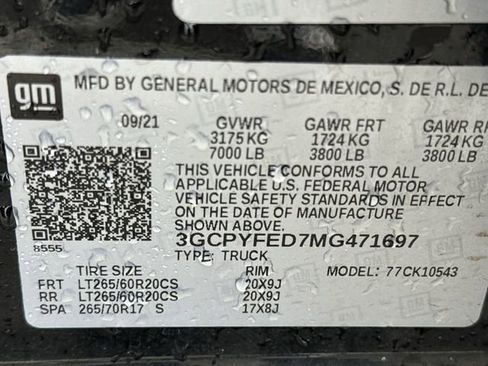 gm
MFD BY GENERAL MOTORS DE MEXICO, S. DE R.L. DE
09/21 GVWR GAWR FRT GAWR
3175 KG 1724 KG 1724 KG
7000 LB 3800 LB 3800 LB
THIS VEHICLE CONFORMS TO ALL
APPLICABLE U.S. FEDERAL MOTOR
VEHICLE SAFETY STANDARDS IN EFFECT
ON THE DATE OF MANUFACTURE
SHOWN ABOVE.
8555 3GCPYFED7MG471697
TYPE: TRUCK MODEL: 77CK10543
TIRE SIZE RIM
FRT LT265/60R20CS 20X9J
RR LT265/60R20CS 20X9J
SPA 265/70R17 S 17X8J